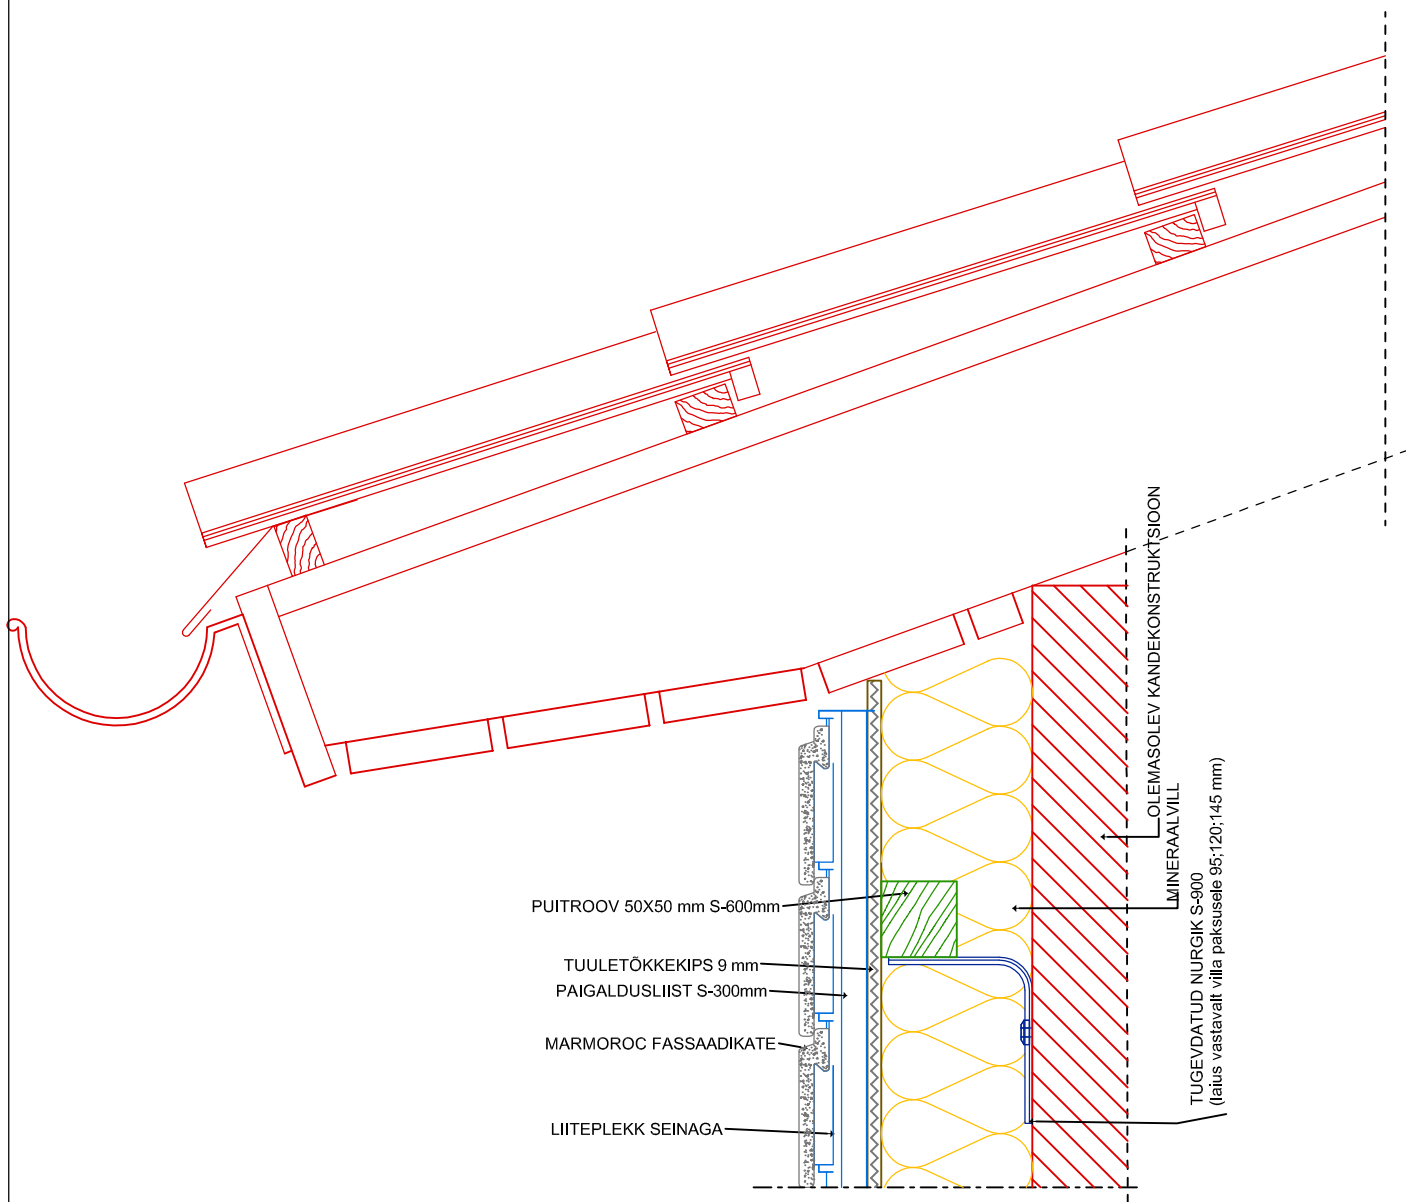 OLEMASOLEV KANDEKONSTRUKTSIOON
MINERAALVILL
TUGEVDATUD NURGIK S-900
(laius vastavalt villa paksusele 95;120;145 mm)
PUITROOV 50X50 mm S-600mm
TUULETÕKKEKIPS 9 mm
PAIGALDUSLIIST S-300mm
MARMOROC FASSAADIKATE
LIITEPLEKK SEINAGA